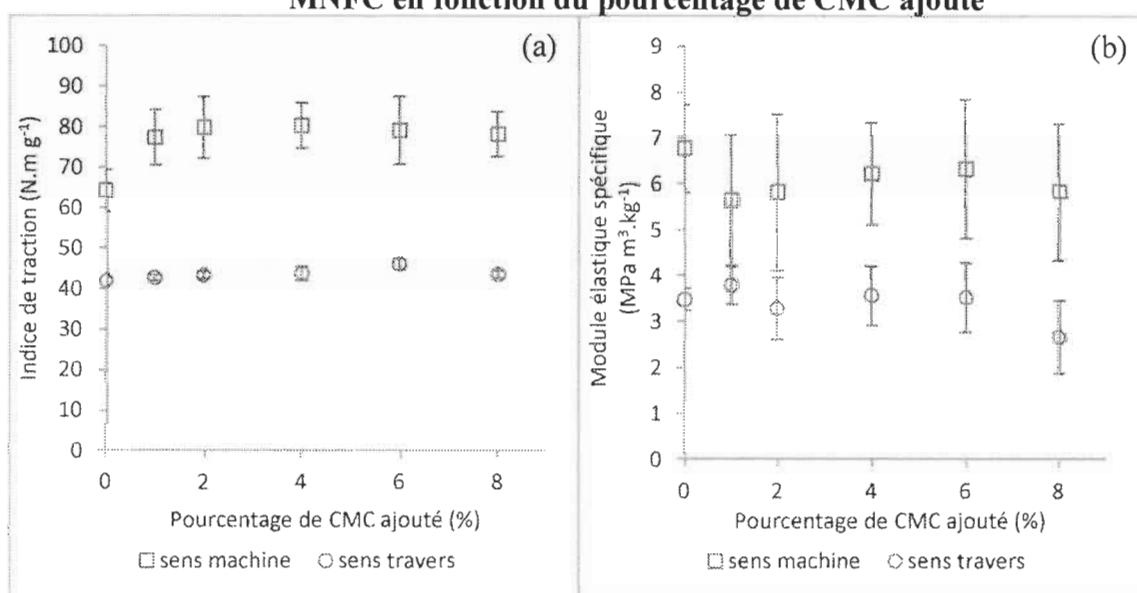 MNFC en fonction du pourcentage de CMC ajouté
(a)
Indice de traction (N.m g⁻¹)
100
90
80
70
60
50
40
30
20
10
0
0 2 4 6 8
Pourcentage de CMC ajouté (%)
sens machine sens travers
(b)
Module élastique spécifique
(MPa m³.kg⁻¹)
9
8
7
6
5
4
3
2
1
0
0 2 4 6 8
Pourcentage de CMC ajouté (%)
sens machine sens travers